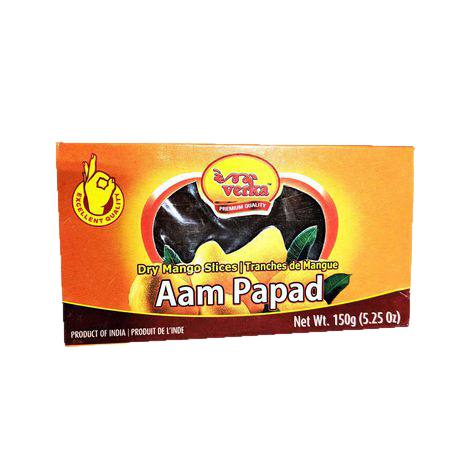 verka™
PREMIUM QUALITY
EXCELLENT QUALITY
Dry Mango Slices | Tranches de Mangue
Aam Papad
Net Wt. 150g (5.25 Oz)
PRODUCT OF INDIA | PRODUIT DE L'INDE